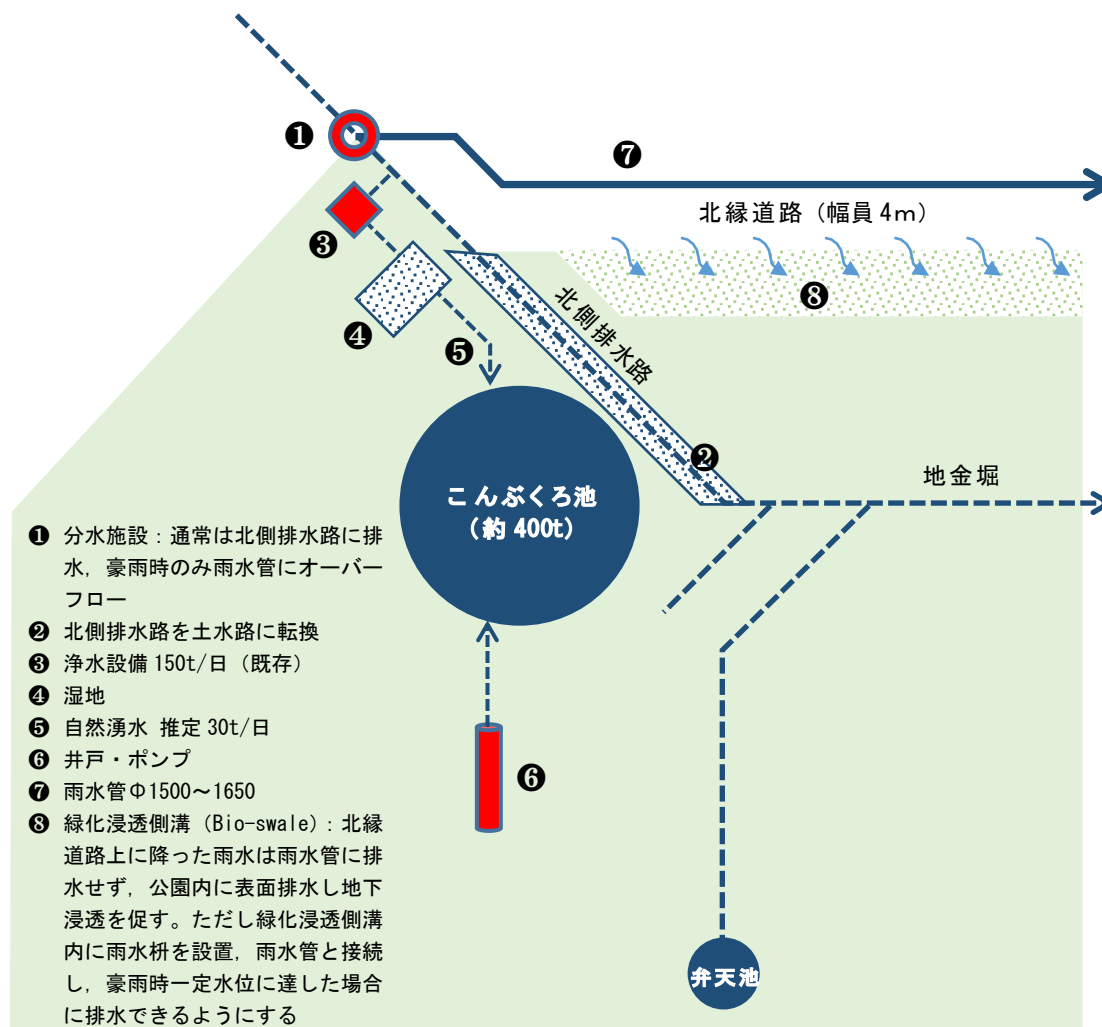 ❶
❼
北縁道路（幅員 4ｍ）
❸
❽
北側排水路
❹
❺
❷
地金堀
こんぶくろ池
（約 400t）
❶ 分水施設：通常は北側排水路に排
水，豪雨時のみ雨水管にオーバー
フロー
❷ 北側排水路を土水路に転換
❸ 浄水設備 150t/日（既存）
❹ 湿地
❺ 自然湧水 推定 30t/日
❻ 井戸・ポンプ
❼ 雨水管Φ1500～1650
❽ 緑化浸透側溝（Bio-swale）：北縁
道路上に降った雨水は雨水管に排
水せず，公園内に表面排水し地下
浸透を促す。ただし緑化浸透側溝
内に雨水枡を設置，雨水管と接続
し，豪雨時一定水位に達した場合
に排水できるようにする
❻
弁天池